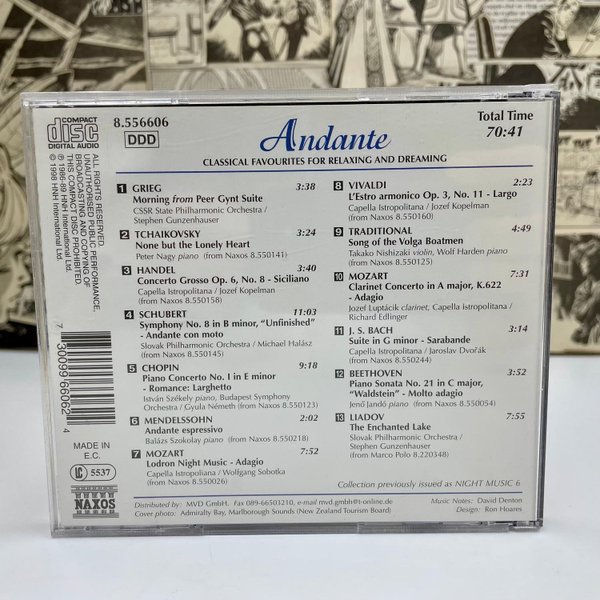 COMPACT
disc
DIGITAL AUDIO
8.556606
DDD
Andante
CLASSICAL FAVOURITES FOR RELAXING AND DREAMING
Total Time
70:41
ALL RIGHTS RESERVED.
UNAUTHORISED PUBLIC PERFORMANCE,
BROADCASTING AND COPYING OF
THIS COMPACT DISC PROHIBITED.
℗ 1986-89 HNH International Ltd.
© 1998 HNH International Ltd.
7 30099 66062 4
MADE IN
E.C.
LC 5537
NAXOS
1 GRIEG 3:38
Morning from Peer Gynt Suite
CSSR State Philharmonic Orchestra /
Stephen Gunzenhauser
2 TCHAIKOVSKY 3:24
None but the Lonely Heart
Peter Nagy piano (from Naxos 8.550141)
3 HANDEL 3:40
Concerto Grosso Op. 6, No. 8 - Siciliano
Capella Istropolitana / Jozef Kopelman
(from Naxos 8.550158)
4 SCHUBERT 11:03
Symphony No. 8 in B minor, "Unfinished"
- Andante con moto
Slovak Philharmonic Orchestra / Michael Halász
(from Naxos 8.550145)
5 CHOPIN 9:18
Piano Concerto No. 1 in E minor
- Romance: Larghetto
István Székely piano, Budapest Symphony
Orchestra / Gyula Németh (from Naxos 8.550123)
6 MENDELSSOHN 2:02
Andante espressivo
Balázs Szokolay piano (from Naxos 8.550218)
7 MOZART 7:52
Lodron Night Music - Adagio
Capella Istropoliana / Wolfgang Sobotka
(from Naxos 8.550026)
8 VIVALDI 2:23
L'Estro armonico Op. 3, No. 11 - Largo
Capella Istropolitana / Jozef Kopelman
(from Naxos 8.550160)
9 TRADITIONAL 4:49
Song of the Volga Boatmen
Takako Nishizaki violin, Wolf Harden piano
(from Naxos 8.550125)
10 MOZART 7:31
Clarinet Concerto in A major, K.622
- Adagio
Jozef Luptácik clarinet, Capella Istropolitana /
Richard Edlinger
11 J. S. BACH 3:14
Suite in G minor - Sarabande
Capella Istropolitana / Jaroslav Dvořák
(from Naxos 8.550244)
12 BEETHOVEN 3:52
Piano Sonata No. 21 in C major,
"Waldstein" - Molto adagio
Jenő Jandó piano (from Naxos 8.550054)
13 LIADOV 7:55
The Enchanted Lake
Slovak Philharmonic Orchestra /
Stephen Gunzenhauser
(from Marco Polo 8.220348)
Collection previously issued as NIGHT MUSIC 6
Distributed by: MVD GmbH. Fax 089-66503210, e-mail mvd.gmbh@t-online.de
Cover photo: Admiralty Bay, Marlborough Sounds (New Zealand Tourism Board)
Music Notes: David Denton
Design: Ron Hoares